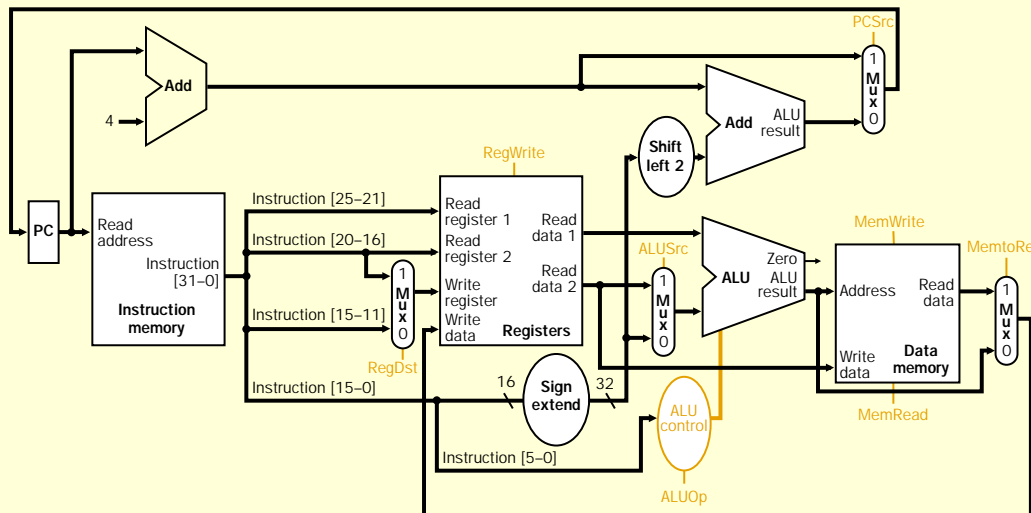 PCSrc
Add
4
1
Mux
0
Add
ALU
result
Shift
left 2
RegWrite
PC
Read
address
Instruction
[31–0]
Instruction
memory
Instruction [25–21]
Instruction [20–16]
Instruction [15–11]
Instruction [15–0]
Instruction [5–0]
1
Mux
0
RegDst
Read
register 1
Read
register 2
Write
register
Write
data
Read
data 1
Read
data 2
Registers
16
Sign
extend
32
ALUSrc
1
Mux
0
ALU
Zero
ALU
result
ALU
control
ALUOp
MemWrite
Address
Read
data
Write
data
Data
memory
MemRead
MemtoRe
1
Mux
0